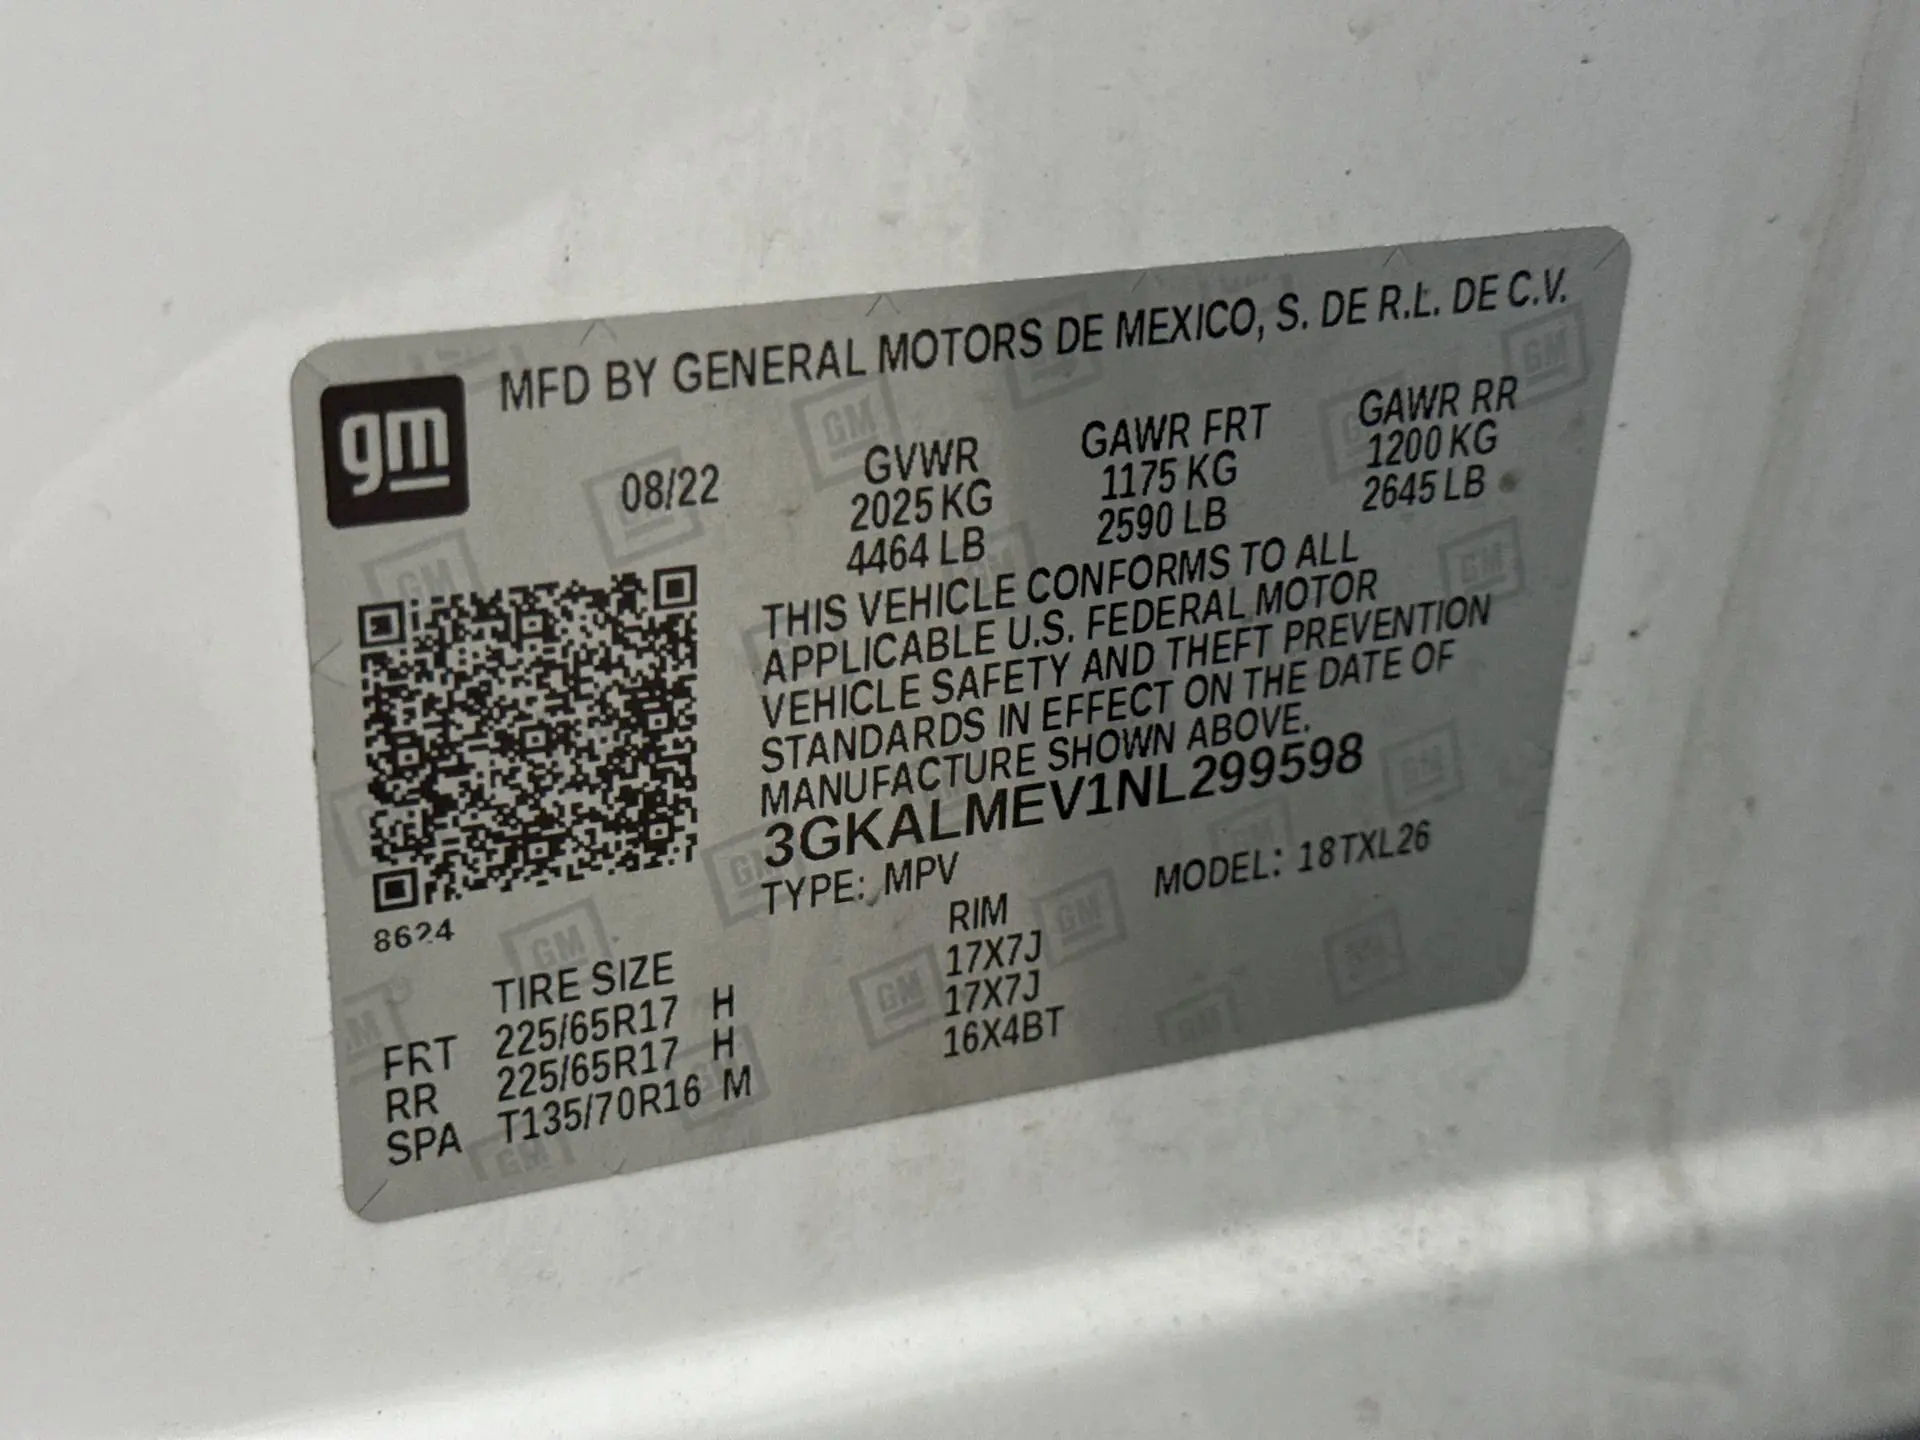 gm
MFD BY GENERAL MOTORS DE MEXICO, S. DE R.L. DE C.V.
08/22 GVWR GAWR FRT GAWR RR
2025 KG 1175 KG 1200 KG
4464 LB 2590 LB 2645 LB
THIS VEHICLE CONFORMS TO ALL
APPLICABLE U.S. FEDERAL MOTOR
VEHICLE SAFETY AND THEFT PREVENTION
STANDARDS IN EFFECT ON THE DATE OF
MANUFACTURE SHOWN ABOVE.
3GKALMEV1NL299598
TYPE: MPV MODEL: 18TXL26
8624
TIRE SIZE RIM
FRT 225/65R17 H 17X7J
RR 225/65R17 H 17X7J
SPA T135/70R16 M 16X4BT